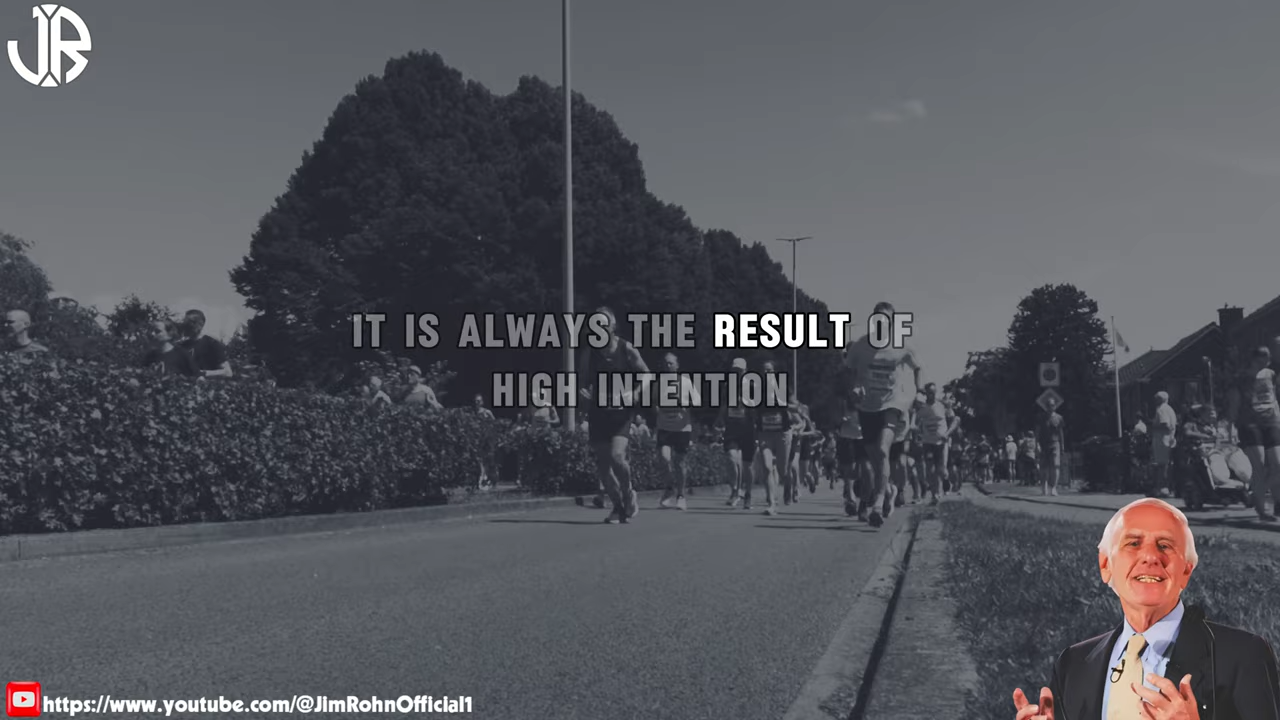 JR
IT IS ALWAYS THE RESULT OF
HIGH INTENTION
https://www.youtube.com/@JimRohnOfficial1